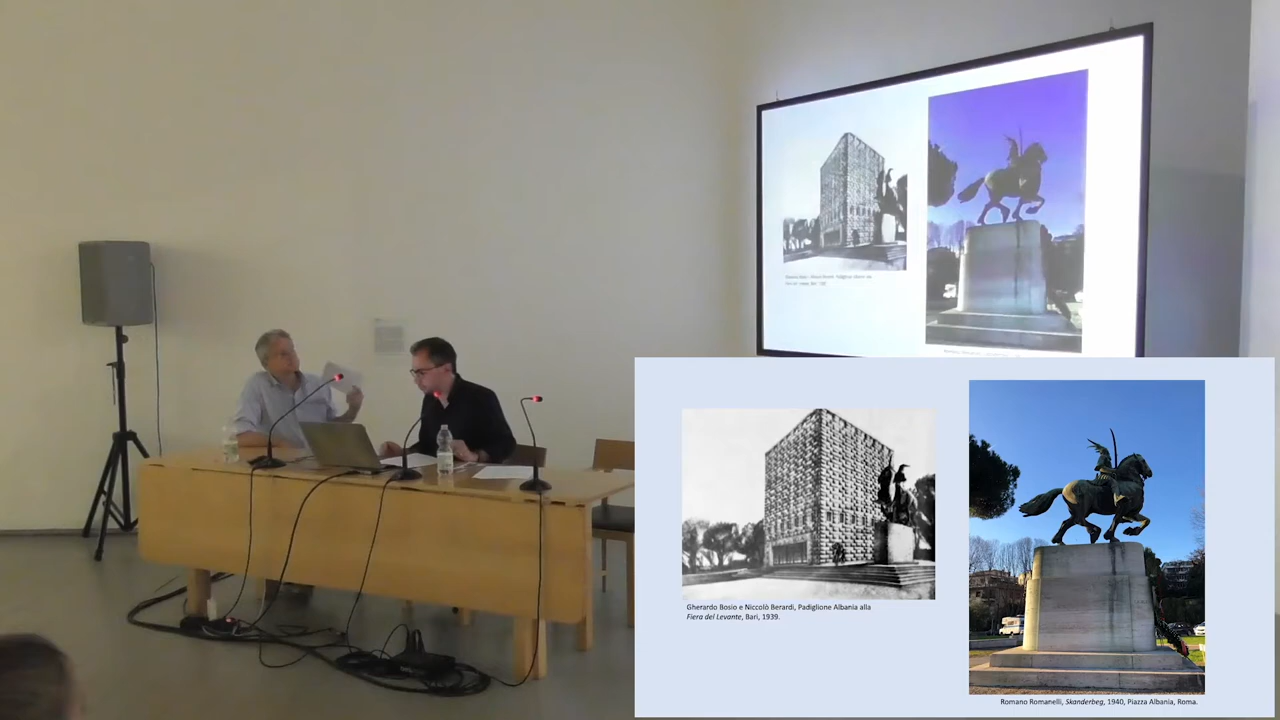 Gherardo Bosio e Niccolò Berardi, Padiglione Albania alla
Fiera del Levante, Bari, 1939.
Romano Romanelli, Skanderbeg, 1940, Piazza Albania, Roma.